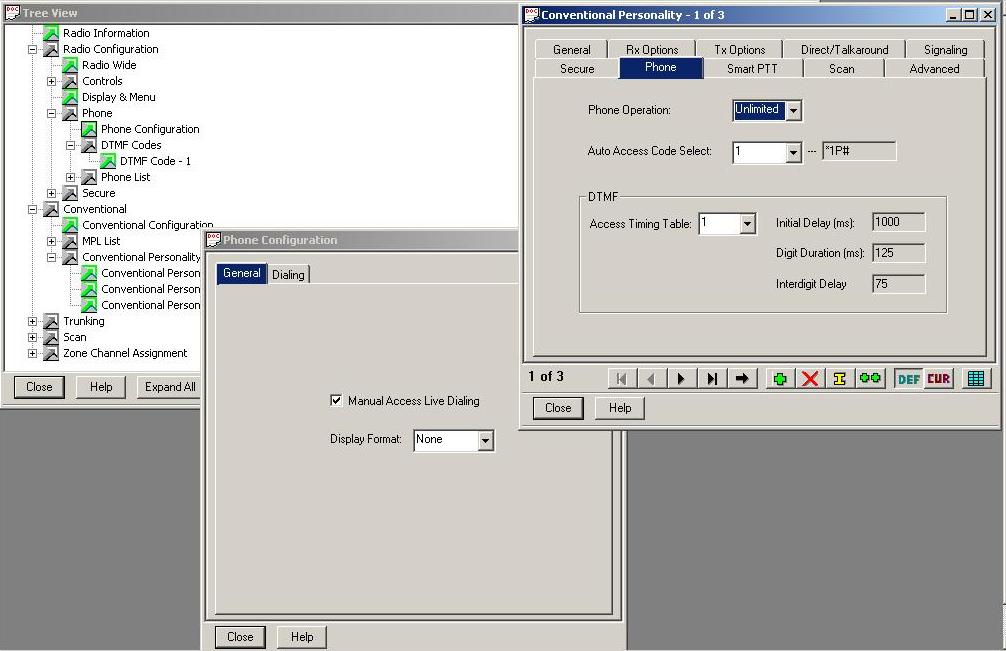 Tree View
Radio Information
Radio Configuration
Radio Wide
Controls
Display & Menu
Phone
Phone Configuration
DTMF Codes
DTMF Code - 1
Phone List
Secure
Conventional
Conventional Configuration
MPL List
Conventional Personality
Conventional Person
Conventional Person
Conventional Person
Trunking
Scan
Zone Channel Assignment
Close Help Expand All
Phone Configuration
General Dialing
Manual Access Live Dialing
Display Format: None
Close Help
Conventional Personality - 1 of 3
General Rx Options Tx Options Direct/Talkaround Signaling
Secure Phone Smart PTT Scan Advanced
Phone Operation: Unlimited
Auto Access Code Select: 1 --- *1P#
DTMF
Access Timing Table: 1 Initial Delay (ms): 1000
Digit Duration (ms): 125
Interdigit Delay 75
1 of 3 DEF CUR
Close Help